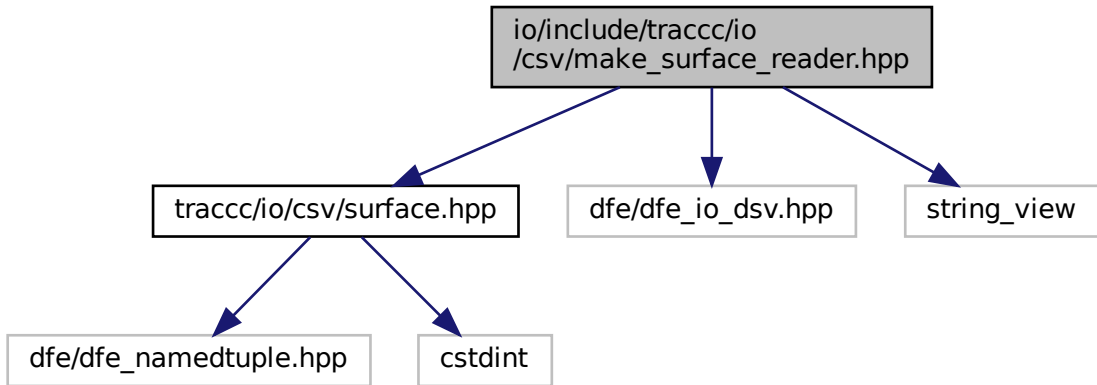 io/include/traccc/io
/csv/make_surface_reader.hpp
traccc/io/csv/surface.hpp
dfe/dfe_io_dsv.hpp
string_view
dfe/dfe_namedtuple.hpp
cstdint